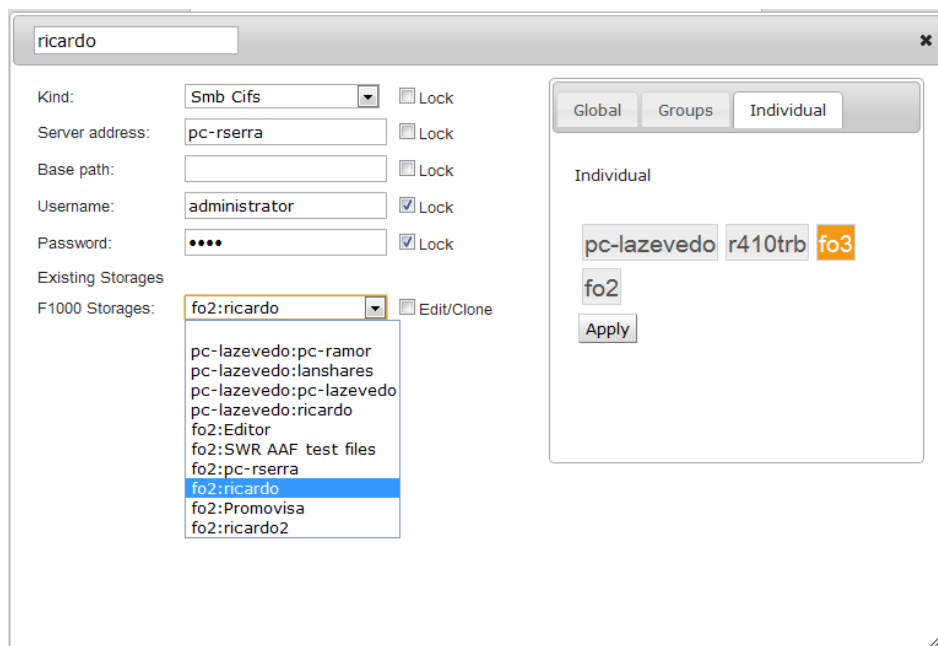 ricardo
Kind: Smb Cifs Lock
Server address: pc-rserra Lock
Base path: Lock
Username: administrator Lock
Password: •••• Lock
Existing Storages
F1000 Storages: fo2:ricardo Edit/Clone
pc-lazevedo:pc-ramor
pc-lazevedo:lanshares
pc-lazevedo:pc-lazevedo
pc-lazevedo:ricardo
fo2:Editor
fo2:SWR AAF test files
fo2:pc-rserra
fo2:ricardo
fo2:Promovisa
fo2:ricardo2
Global Groups Individual
Individual
pc-lazevedo r410trb fo3
fo2
Apply